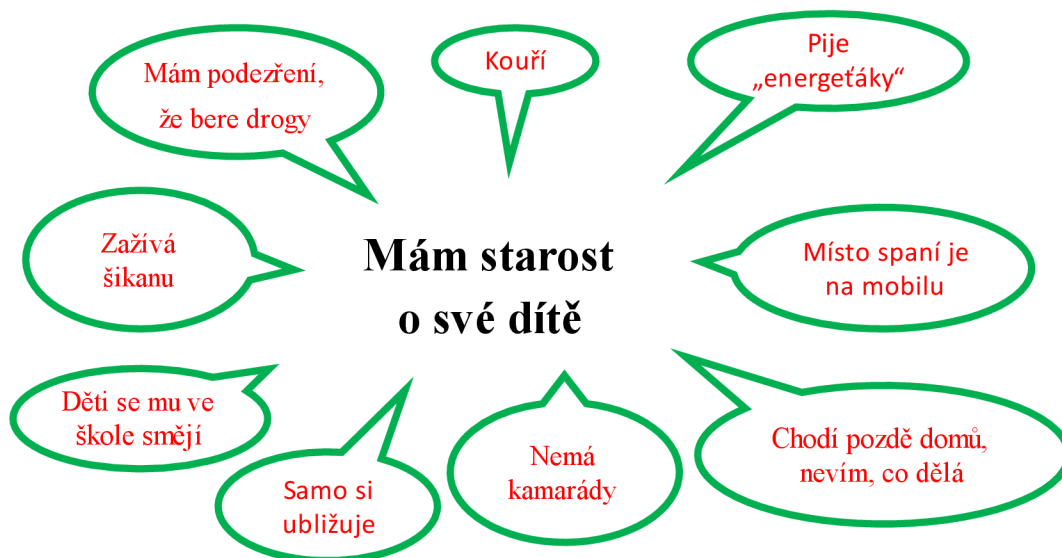 Mám podezření,
že bere drogy
Kouří
Pije
„energeťáky“
Zažívá
šikanu
Mám starost
o své dítě
Místo spaní je
na mobilu
Děti se mu ve
škole smějí
Samo si
ubližuje
Nemá
kamarády
Chodí pozdě domů,
nevím, co dělá